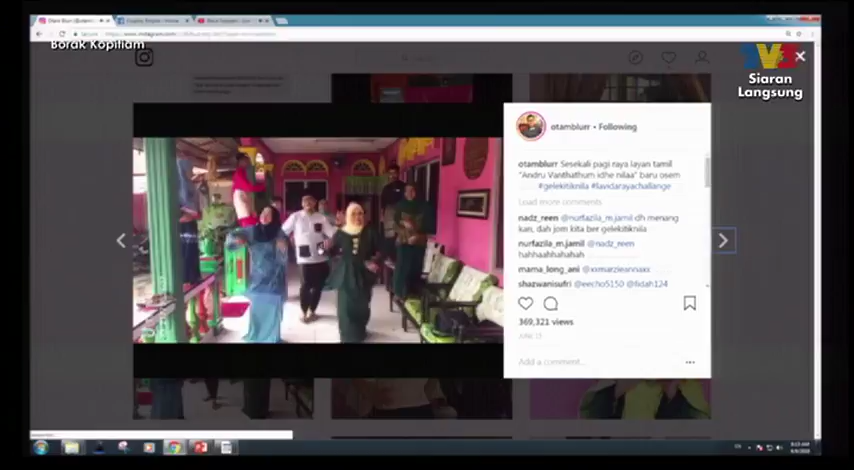 Borak Kopitiam
Siaran
Langsung
otamblurr • Following
otamblurr Sesekali pagi raya layan tamil
"Andru Vanthathum idhe nilaa" baru osem
#gelekitiknila #lavidarayachallange
Load more comments
nadz_reen @nurfazila_m.jamil dh menang
kan, dah jom kita ber gelekitiknila
nurfazila_m.jamil @nadz_reen
hahhaahhahahah
mama_long_ani @xxmarzieannaxx
shazwanisufri @eecho5150 @fidah124
369,321 views
Add a comment...